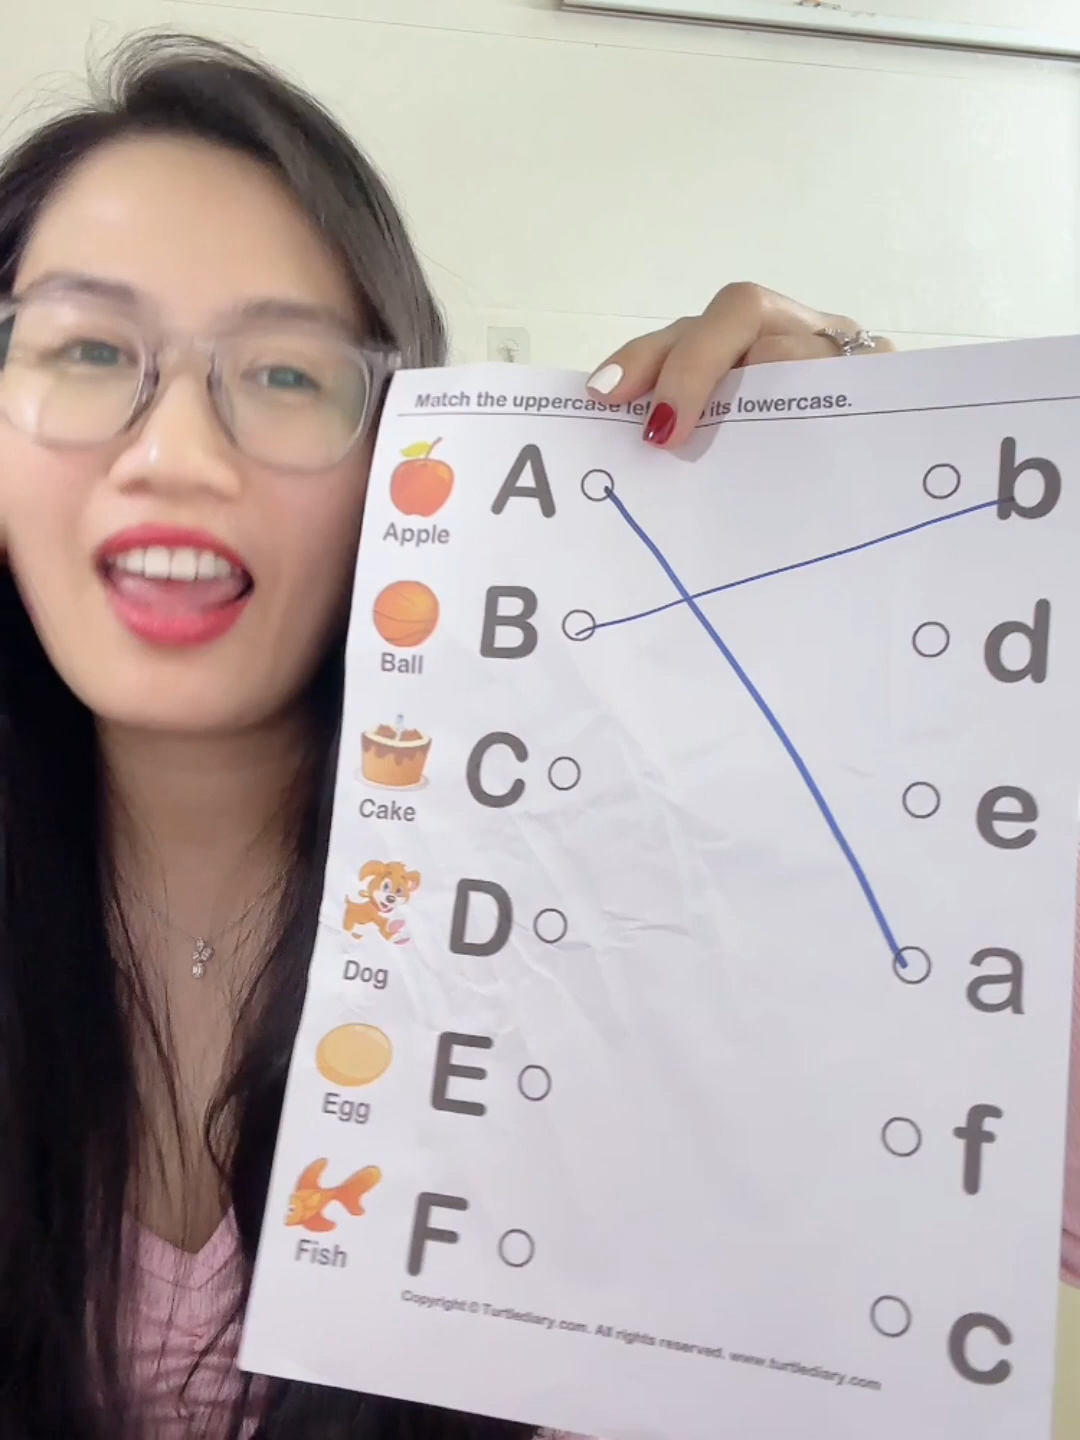 Match the uppercase its lowercase.
A b
Apple
B d
Ball
C e
Cake
D a
Dog
E f
Egg
F c
Fish
Copyright © Turtlediary.com. All rights reserved. www.turtlediary.com